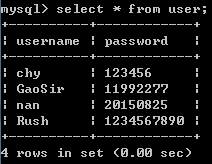 mysql> select * from user;
+----------+------------+
| username | password   |
+----------+------------+
| chy      | 123456     |
| GaoSir   | 11992277   |
| nan      | 20150825   |
| Rush     | 1234567890 |
+----------+------------+
4 rows in set (0.00 sec)